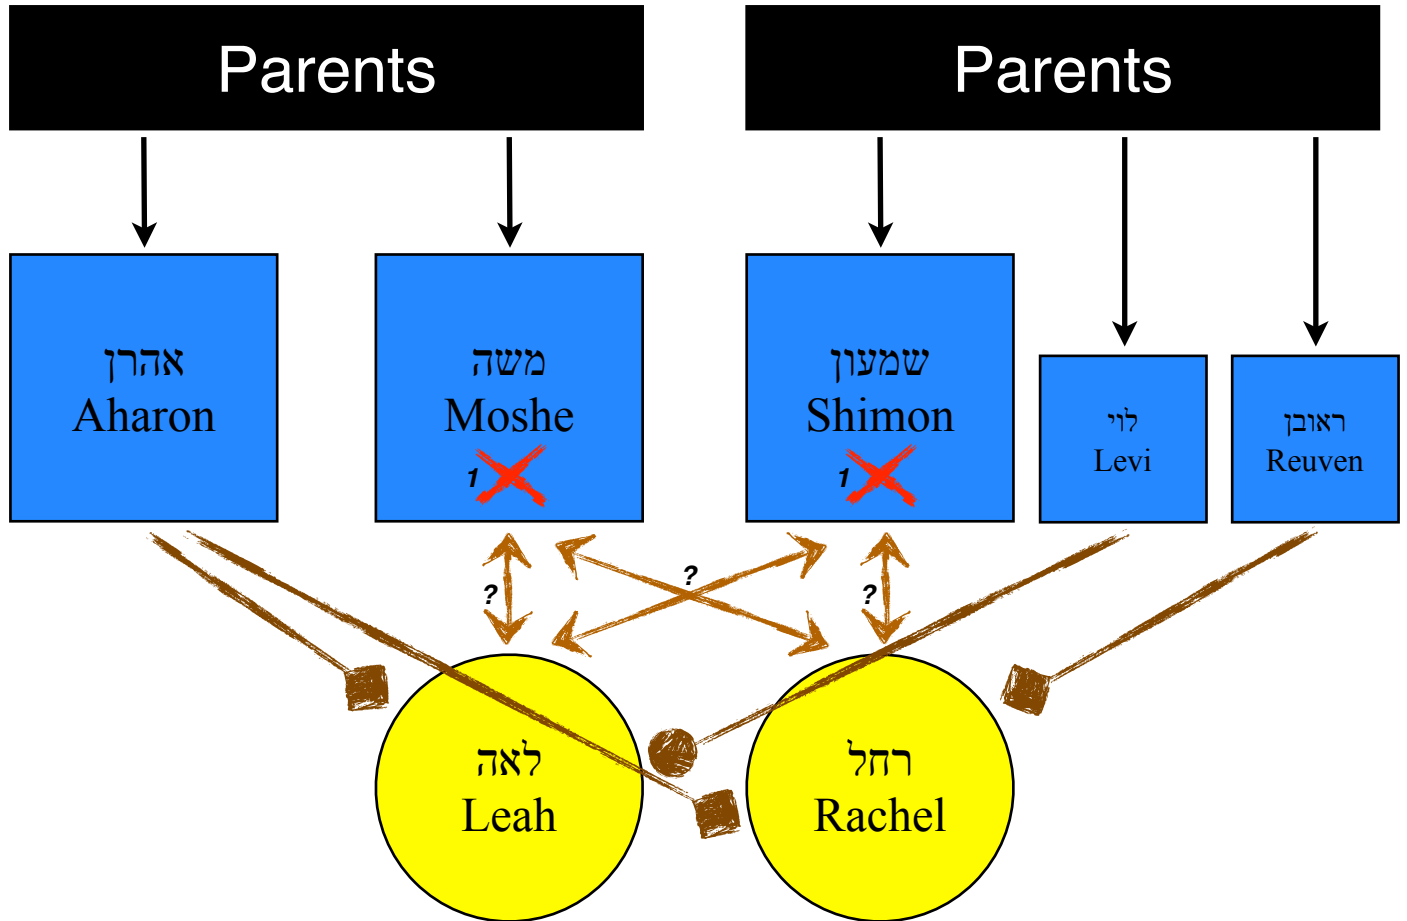 Parents
Parents
אהרן
Aharon
משה
Moshe
1
שמעון
Shimon
1
לוי
Levi
ראובן
Reuven
?
?
?
לאה
Leah
רחל
Rachel